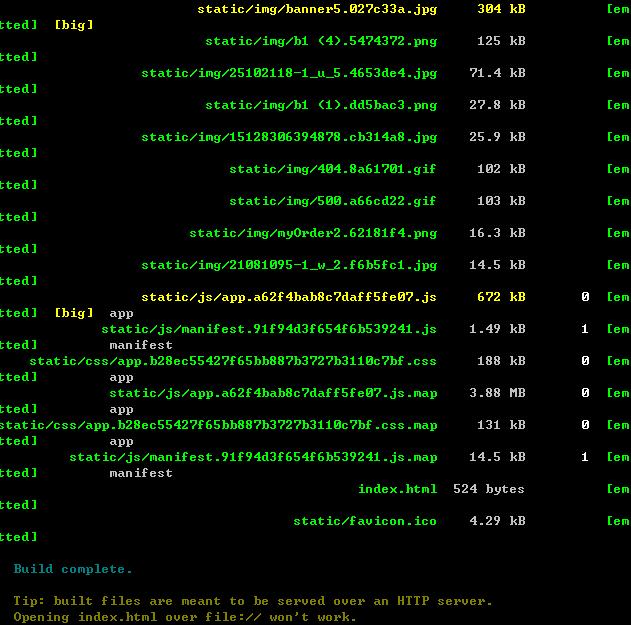 static/img/banner5.027c33a.jpg 304 kB [em
tted] [big]
static/img/b1 (4).5474372.png 125 kB [em
tted]
static/img/25102118-1_u_5.4653de4.jpg 71.4 kB [em
tted]
static/img/b1 (1).dd5bac3.png 27.8 kB [em
tted]
static/img/15128306394878.cb314a8.jpg 25.9 kB [em
tted]
static/img/404.8a61701.gif 102 kB [em
tted]
static/img/500.a66cd22.gif 103 kB [em
tted]
static/img/myOrder2.62181f4.png 16.3 kB [em
tted]
static/img/21081095-1_w_2.f6b5fc1.jpg 14.5 kB [em
tted]
static/js/app.a62f4bab8c7daff5fe07.js 672 kB 0 [em
tted] [big] app
static/js/manifest.91f94d3f654f6b539241.js 1.49 kB 1 [em
tted] manifest
static/css/app.b28ec55427f65bb887b3727b3110c7bf.css 188 kB 0 [em
tted] app
static/js/app.a62f4bab8c7daff5fe07.js.map 3.88 MB 0 [em
tted] app
static/css/app.b28ec55427f65bb887b3727b3110c7bf.css.map 131 kB 0 [em
tted] app
static/js/manifest.91f94d3f654f6b539241.js.map 14.5 kB 1 [em
tted] manifest
index.html 524 bytes [em
tted]
static/favicon.ico 4.29 kB [em
tted]
Build complete.
Tip: built files are meant to be served over an HTTP server.
Opening index.html over file:// won't work.